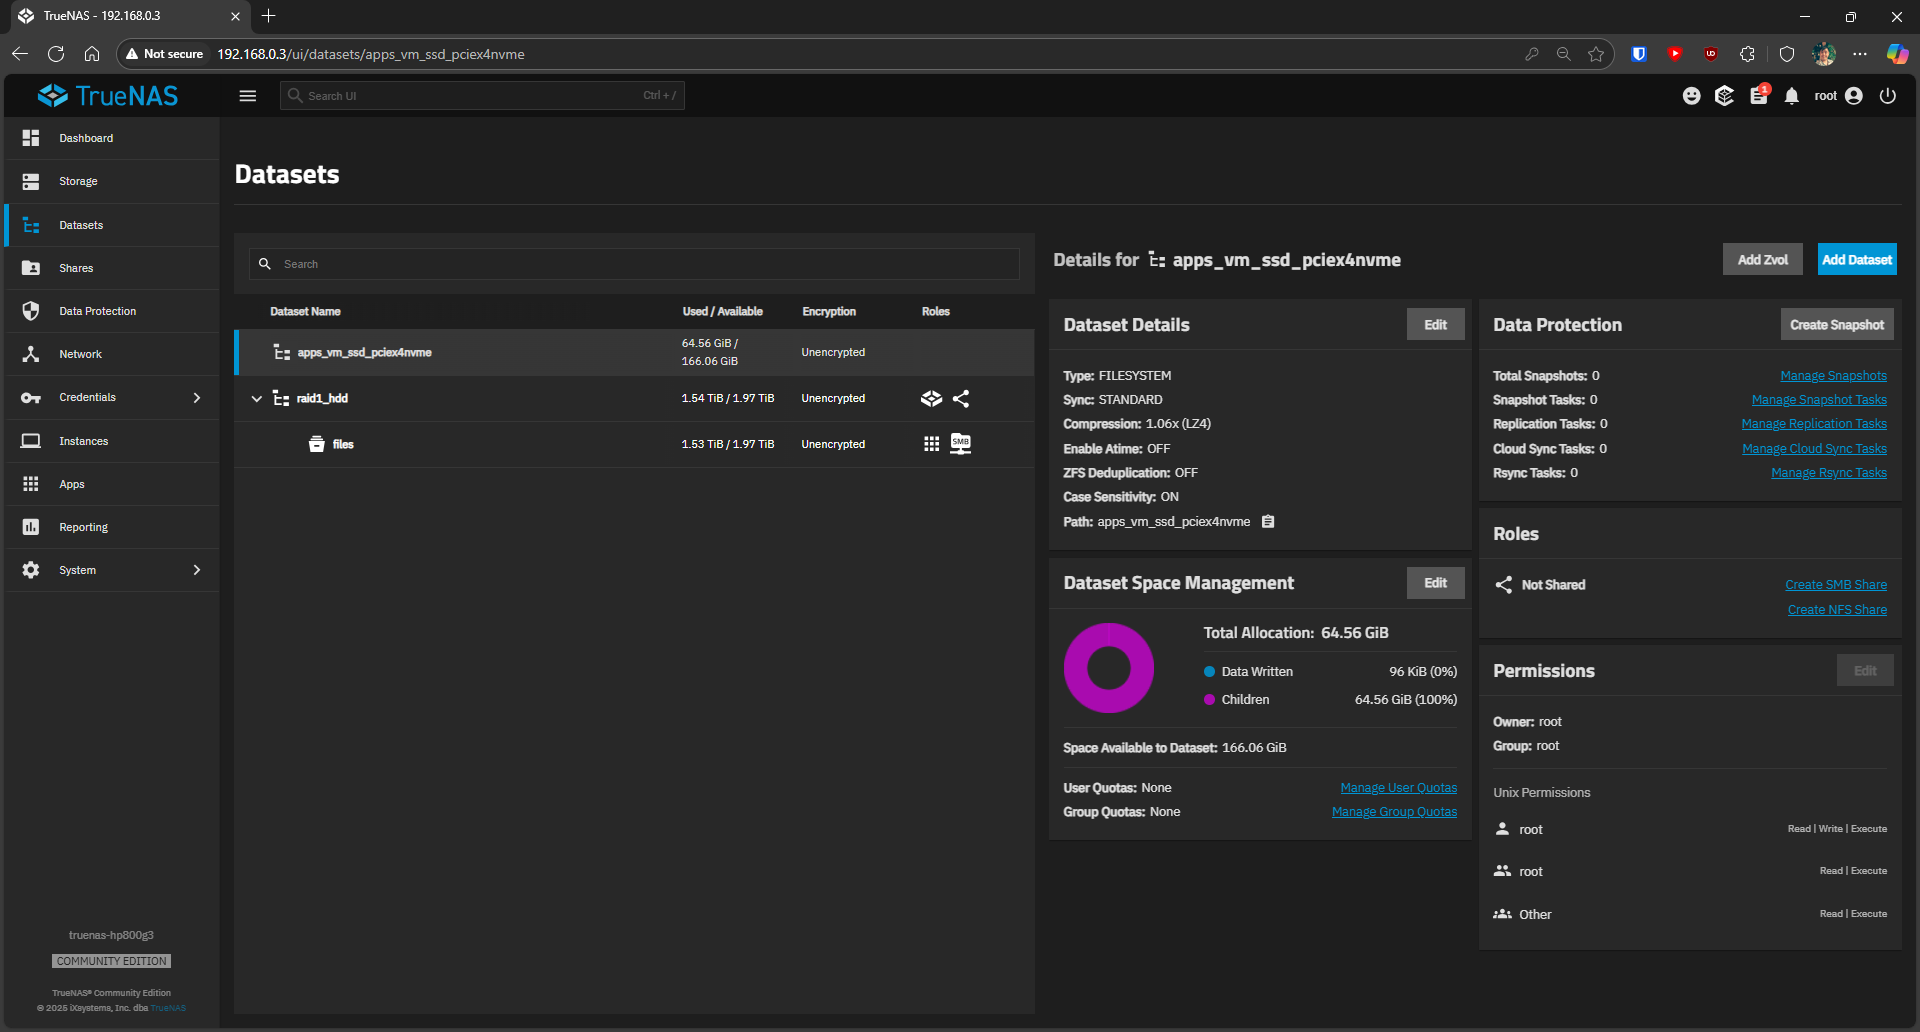 TrueNAS - 192.168.0.3
Not secure
192.168.0.3/ui/datasets/apps_vm_ssd_pciex4nvme
TrueNAS
Search UI
Ctrl + /
1
root
Dashboard
Storage
Datasets
Shares
Data Protection
Network
Credentials
Instances
Apps
Reporting
System
truenas-hp800g3
COMMUNITY EDITION
TrueNAS® Community Edition
© 2025 iXsystems, Inc. dba TrueNAS
Datasets
Search
Dataset Name
Used / Available
Encryption
Roles
apps_vm_ssd_pciex4nvme
64.56 GiB /
166.06 GiB
Unencrypted
raid1_hdd
1.54 TiB / 1.97 TiB
Unencrypted
files
1.53 TiB / 1.97 TiB
Unencrypted
SMB
Details for apps_vm_ssd_pciex4nvme
Add Zvol
Add Dataset
Dataset Details
Edit
Type: FILESYSTEM
Sync: STANDARD
Compression: 1.06x (LZ4)
Enable Atime: OFF
ZFS Deduplication: OFF
Case Sensitivity: ON
Path: apps_vm_ssd_pciex4nvme
Dataset Space Management
Edit
Total Allocation: 64.56 GiB
Data Written 96 KiB (0%)
Children 64.56 GiB (100%)
Space Available to Dataset: 166.06 GiB
User Quotas: None Manage User Quotas
Group Quotas: None Manage Group Quotas
Data Protection
Create Snapshot
Total Snapshots: 0 Manage Snapshots
Snapshot Tasks: 0 Manage Snapshot Tasks
Replication Tasks: 0 Manage Replication Tasks
Cloud Sync Tasks: 0 Manage Cloud Sync Tasks
Rsync Tasks: 0 Manage Rsync Tasks
Roles
Not Shared
Create SMB Share
Create NFS Share
Permissions
Edit
Owner: root
Group: root
Unix Permissions
root Read | Write | Execute
root Read | Execute
Other Read | Execute